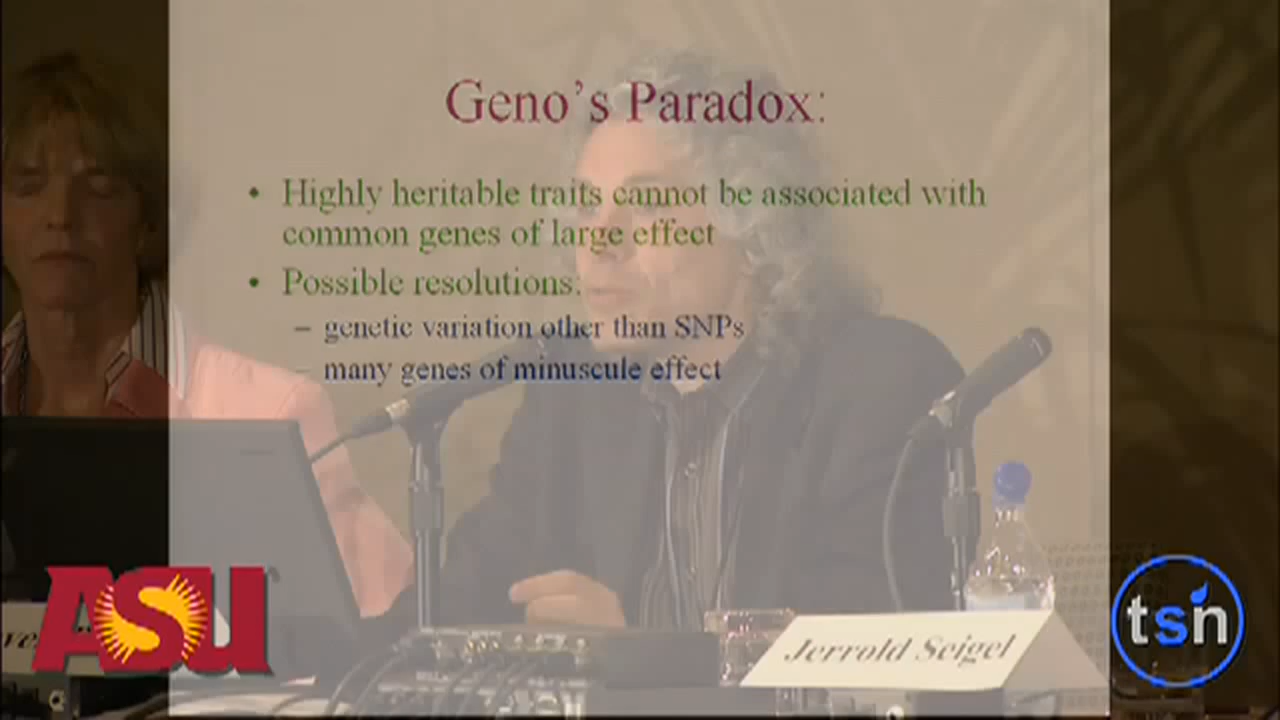 Geno's Paradox:
• Highly heritable traits cannot be associated with
common genes of large effect
• Possible resolutions:
– genetic variation other than SNPs
– many genes of minuscule effect
ASU
Jerrold Seigel
tsn